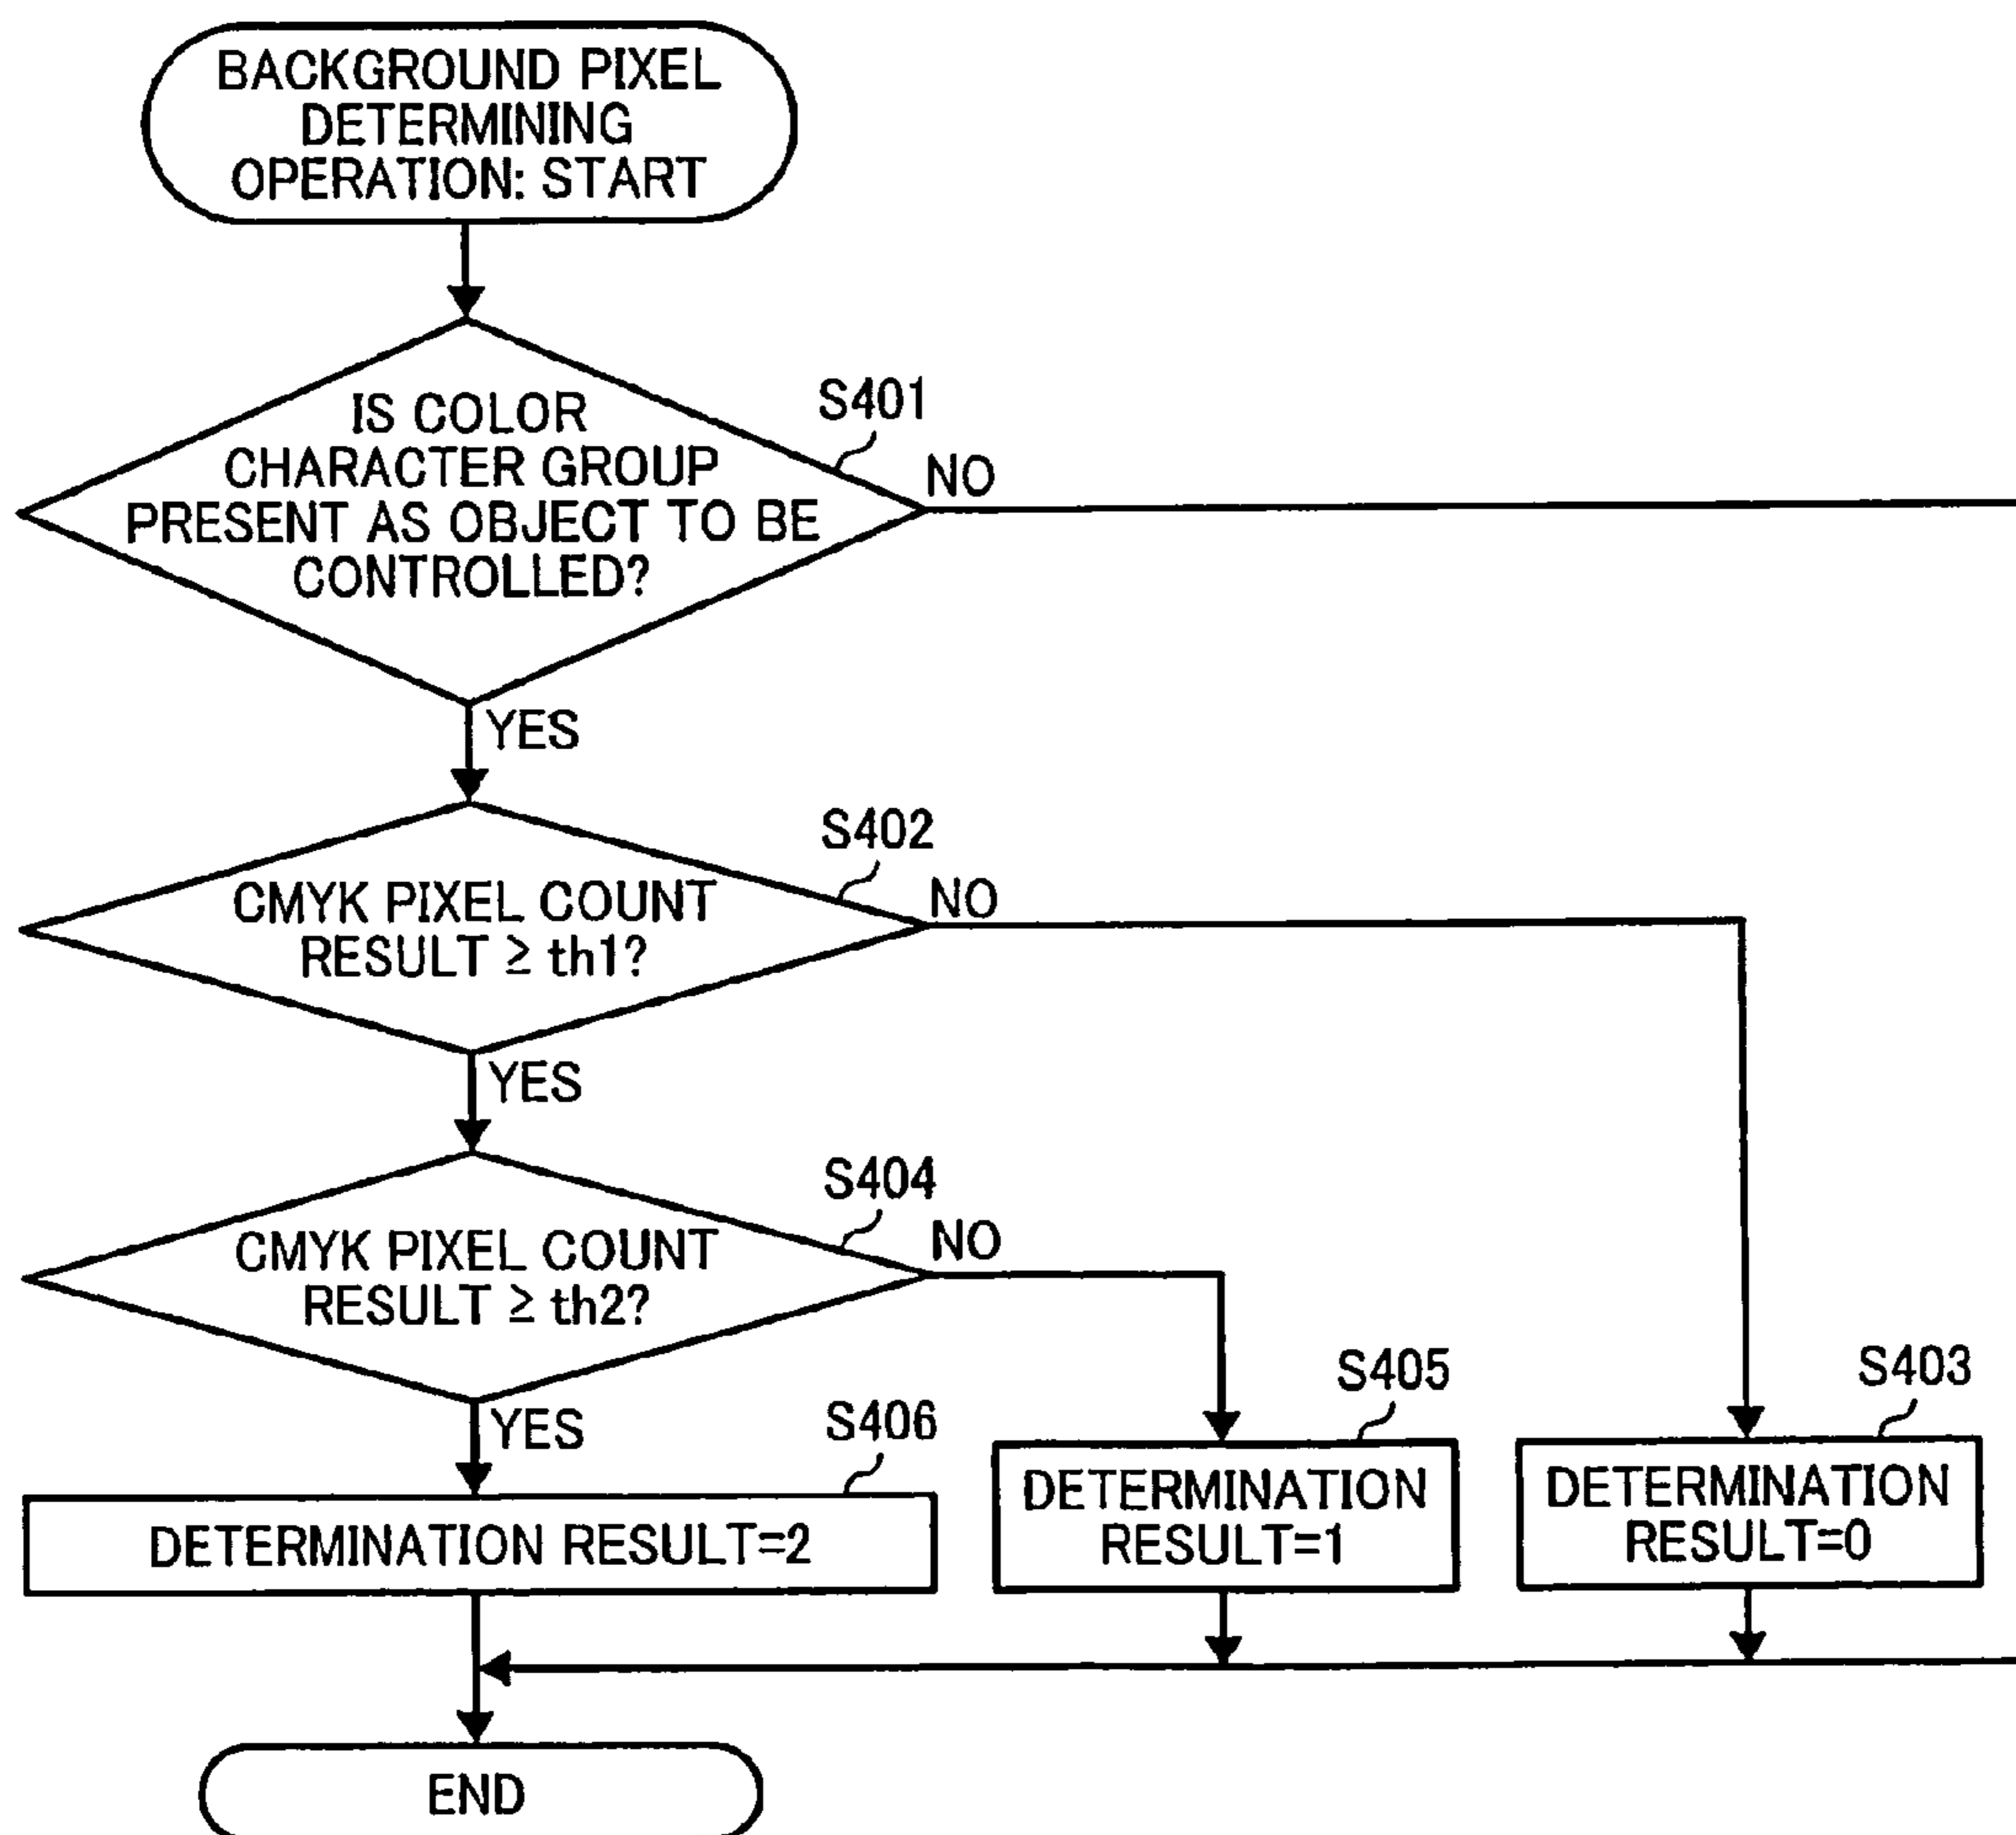 BACKGROUND PIXEL
DETERMINING
OPERATION: START
S401
IS COLOR
CHARACTER GROUP
PRESENT AS OBJECT TO BE
CONTROLLED?
NO
YES
S402
CMYK PIXEL COUNT
RESULT ≥ th1?
NO
YES
S404
CMYK PIXEL COUNT
RESULT ≥ th2?
NO
YES
S406
DETERMINATION RESULT=2
S405
DETERMINATION
RESULT=1
S403
DETERMINATION
RESULT=0
END